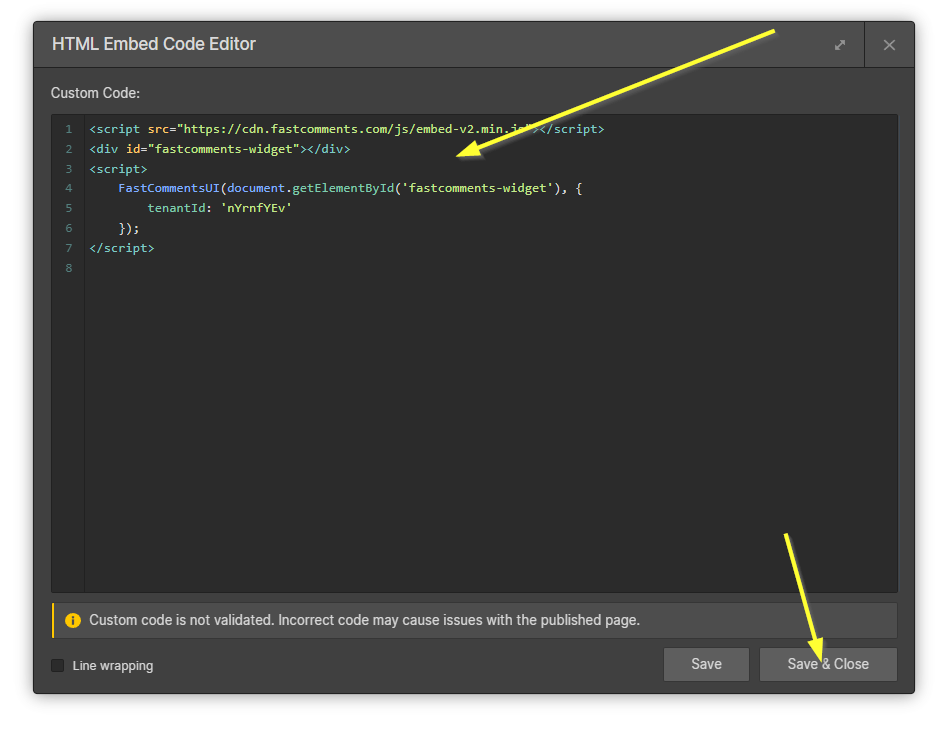 HTML Embed Code Editor
Custom Code:
1 <script src="https://cdn.fastcomments.com/js/embed-v2.min.js"></script>
2 <div id="fastcomments-widget"></div>
3 <script>
4     FastCommentsUI(document.getElementById('fastcomments-widget'), {
5         tenantId: 'nYrnfYEv'
6     });
7 </script>
8
Custom code is not validated. Incorrect code may cause issues with the published page.
Line wrapping
Save
Save & Close